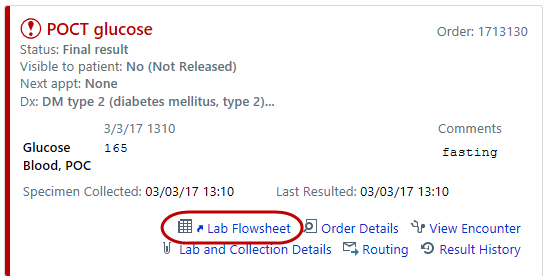 POCT glucose Order: 1713130
Status: Final result
Visible to patient: No (Not Released)
Next appt: None
Dx: DM type 2 (diabetes mellitus, type 2)...
3/3/17 1310 Comments
Glucose 165 fasting
Blood, POC
Specimen Collected: 03/03/17 13:10 Last Resulted: 03/03/17 13:10
Lab Flowsheet Order Details View Encounter
Lab and Collection Details Routing Result History